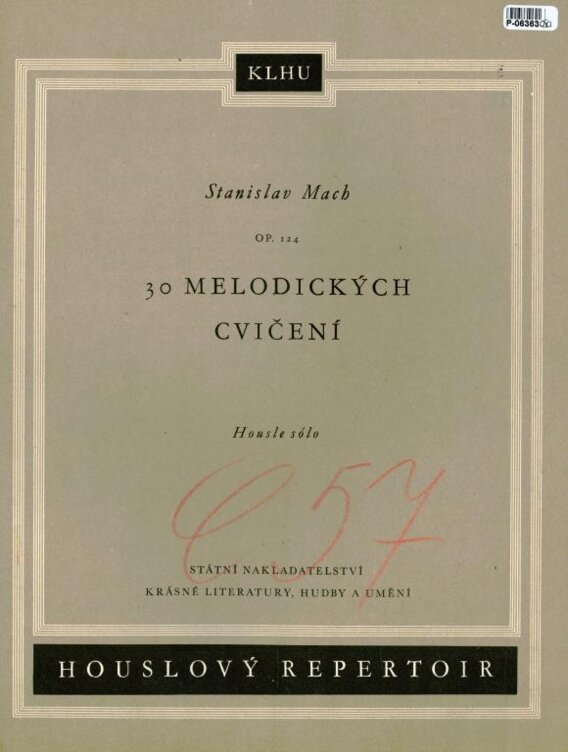 P-06363
KLHU
Stanislav Mach
OP. 124
30 MELODICKÝCH
CVIČENÍ
Housle sólo
C 57
STÁTNÍ NAKLADATELSTVÍ
KRÁSNÉ LITERATURY, HUDBY A UMĚNÍ
HOUSLOVÝ REPERTOIR